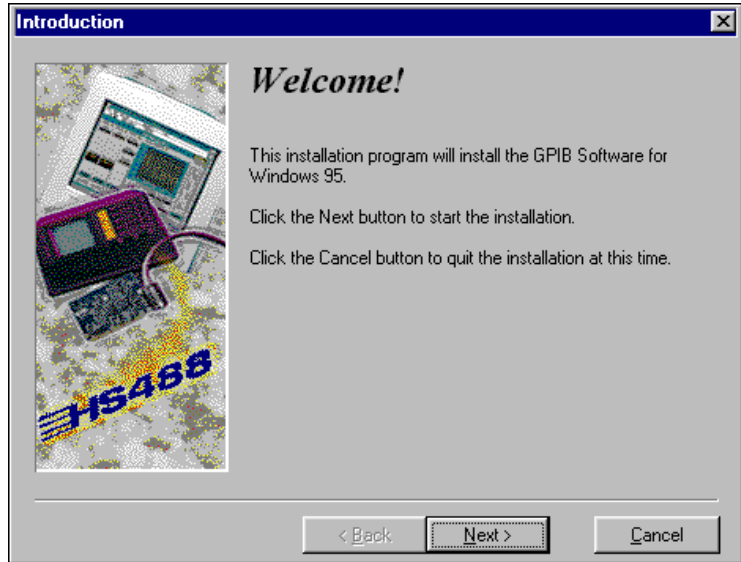 Introduction
Welcome!
This installation program will install the GPIB Software for
Windows 95.
Click the Next button to start the installation.
Click the Cancel button to quit the installation at this time.
HS488
< Back Next > Cancel